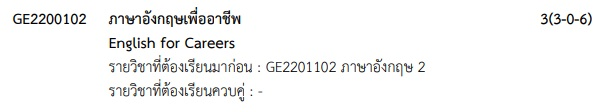 GE2200102 ภาษาอังกฤษเพื่ออาชีพ 3(3-0-6)
English for Careers
รายวิชาที่ต้องเรียนมาก่อน : GE2201102 ภาษาอังกฤษ 2
รายวิชาที่ต้องเรียนควบคู่ : -